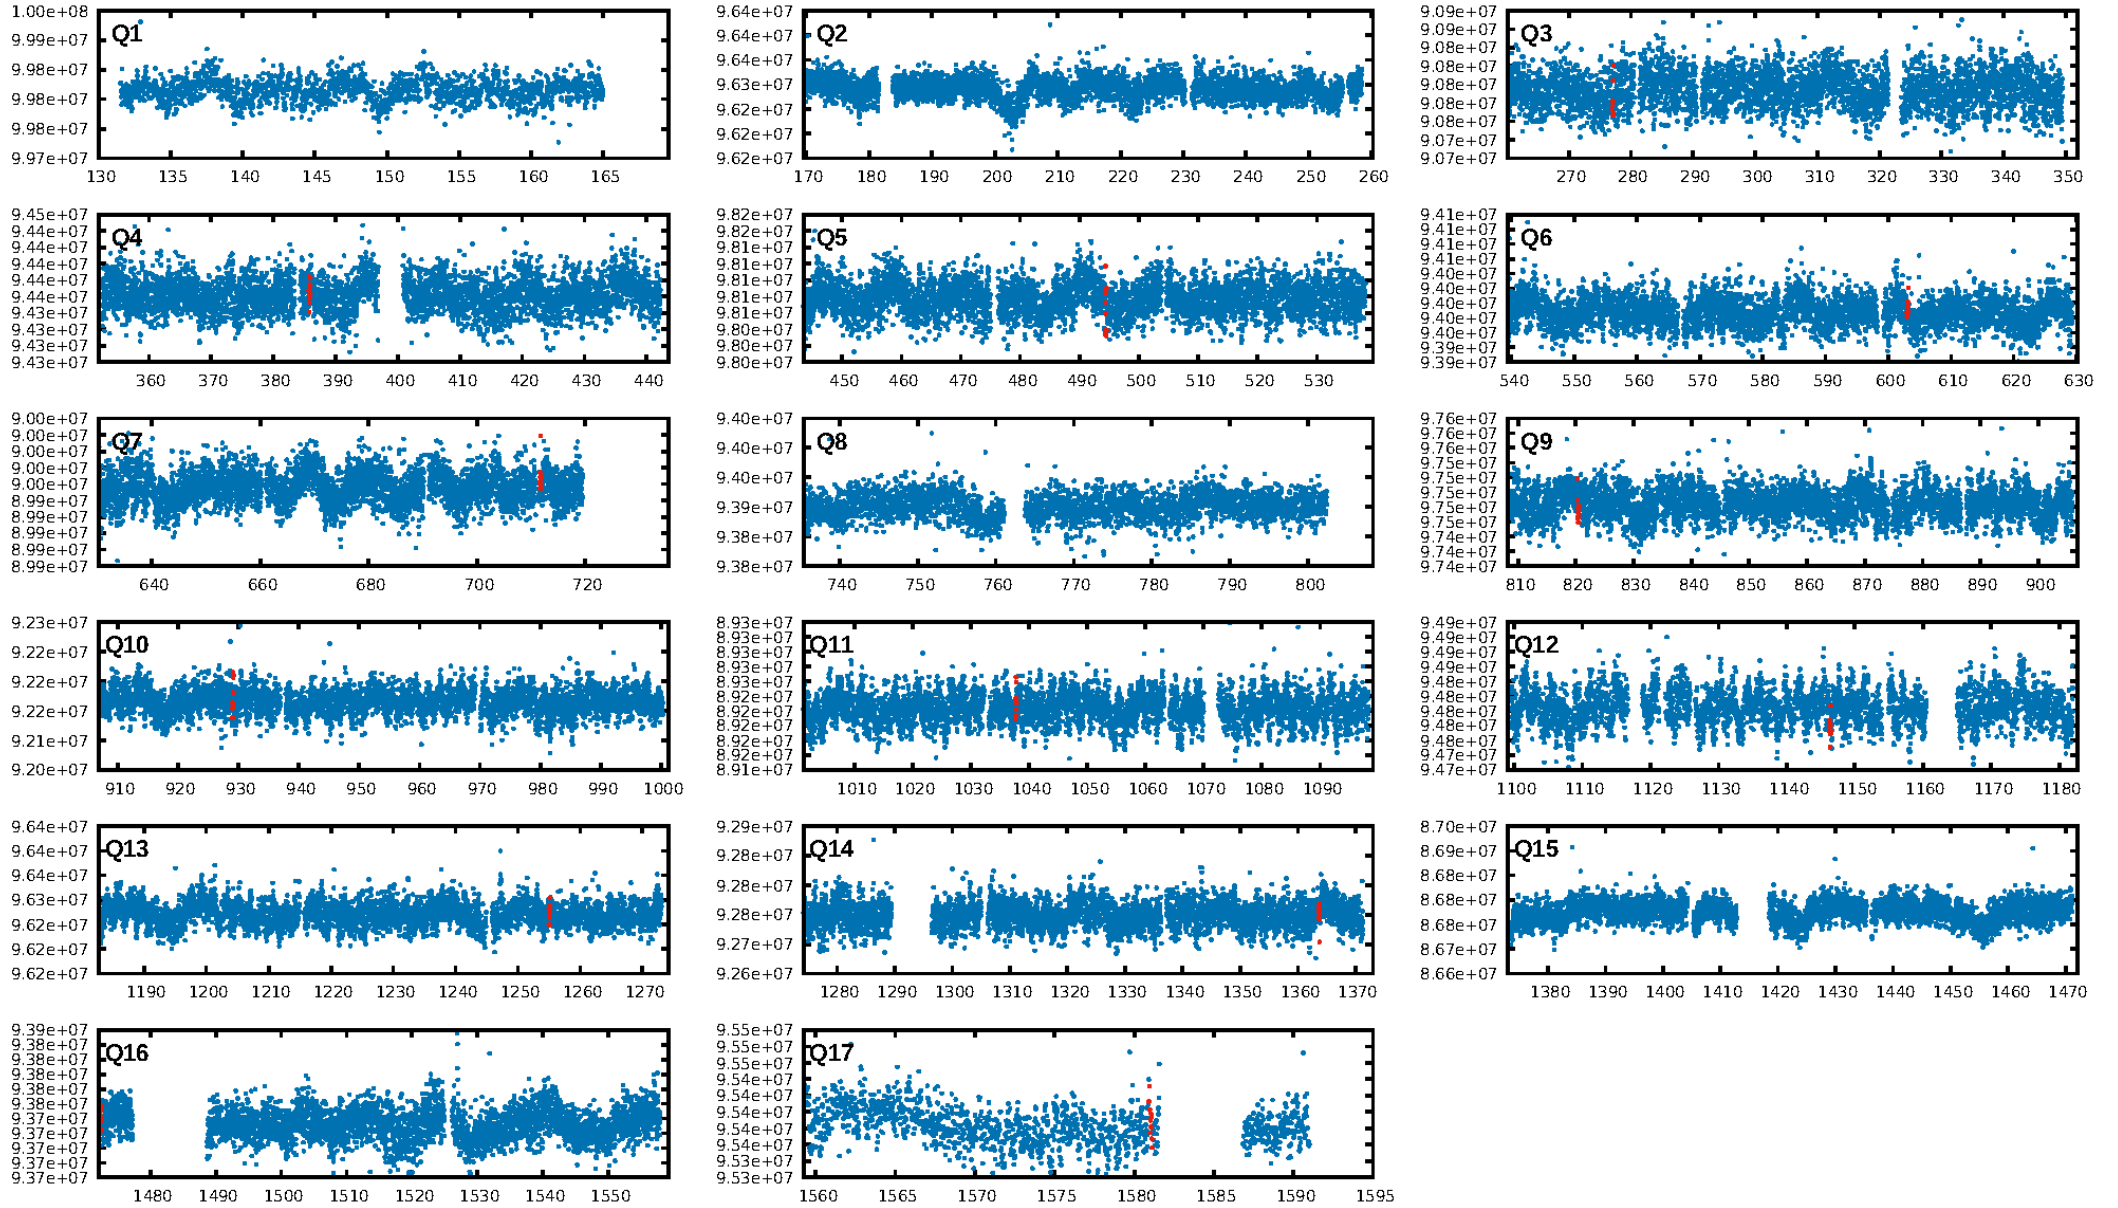 Q1
1.00e+08
9.99e+07
9.98e+07
9.98e+07
9.98e+07
9.97e+07
130 135 140 145 150 155 160 165
Q2
9.64e+07
9.64e+07
9.64e+07
9.63e+07
9.62e+07
9.62e+07
9.62e+07
170 180 190 200 210 220 230 240 250 260
Q3
9.09e+07
9.09e+07
9.08e+07
9.08e+07
9.08e+07
9.08e+07
9.08e+07
9.07e+07
9.07e+07
270 280 290 300 310 320 330 340 350
Q4
9.45e+07
9.44e+07
9.44e+07
9.44e+07
9.44e+07
9.44e+07
9.43e+07
9.43e+07
9.43e+07
9.43e+07
360 370 380 390 400 410 420 430 440
Q5
9.82e+07
9.82e+07
9.81e+07
9.81e+07
9.81e+07
9.81e+07
9.81e+07
9.80e+07
9.80e+07
9.80e+07
450 460 470 480 490 500 510 520 530
Q6
9.41e+07
9.41e+07
9.41e+07
9.41e+07
9.40e+07
9.40e+07
9.40e+07
9.40e+07
9.40e+07
9.39e+07
9.39e+07
540 550 560 570 580 590 600 610 620 630
Q7
9.00e+07
9.00e+07
9.00e+07
9.00e+07
9.00e+07
8.99e+07
8.99e+07
8.99e+07
8.99e+07
8.99e+07
640 660 680 700 720
Q8
9.40e+07
9.40e+07
9.40e+07
9.39e+07
9.38e+07
9.38e+07
740 750 760 770 780 790 800
Q9
9.76e+07
9.76e+07
9.76e+07
9.75e+07
9.75e+07
9.75e+07
9.75e+07
9.75e+07
9.74e+07
9.74e+07
9.74e+07
810 820 830 840 850 860 870 880 890 900
Q10
9.23e+07
9.22e+07
9.22e+07
9.22e+07
9.21e+07
9.20e+07
910 920 930 940 950 960 970 980 990 1000
Q11
8.93e+07
8.93e+07
8.93e+07
8.93e+07
8.93e+07
8.92e+07
8.92e+07
8.92e+07
8.92e+07
8.92e+07
8.91e+07
1010 1020 1030 1040 1050 1060 1070 1080 1090
Q12
9.49e+07
9.49e+07
9.49e+07
9.49e+07
9.48e+07
9.48e+07
9.48e+07
9.48e+07
9.48e+07
9.47e+07
9.47e+07
1100 1110 1120 1130 1140 1150 1160 1170 1180
Q13
9.64e+07
9.64e+07
9.64e+07
9.63e+07
9.62e+07
9.62e+07
9.62e+07
1190 1200 1210 1220 1230 1240 1250 1260 1270
Q14
9.29e+07
9.28e+07
9.28e+07
9.28e+07
9.27e+07
9.26e+07
1280 1290 1300 1310 1320 1330 1340 1350 1360 1370
Q15
8.70e+07
8.69e+07
8.68e+07
8.68e+07
8.67e+07
8.66e+07
1380 1390 1400 1410 1420 1430 1440 1450 1460 1470
Q16
9.39e+07
9.38e+07
9.38e+07
9.38e+07
9.38e+07
9.38e+07
9.37e+07
9.37e+07
9.37e+07
9.37e+07
9.37e+07
1480 1490 1500 1510 1520 1530 1540 1550
Q17
9.55e+07
9.55e+07
9.55e+07
9.54e+07
9.54e+07
9.54e+07
9.54e+07
9.54e+07
9.53e+07
9.53e+07
1560 1565 1570 1575 1580 1585 1590 1595